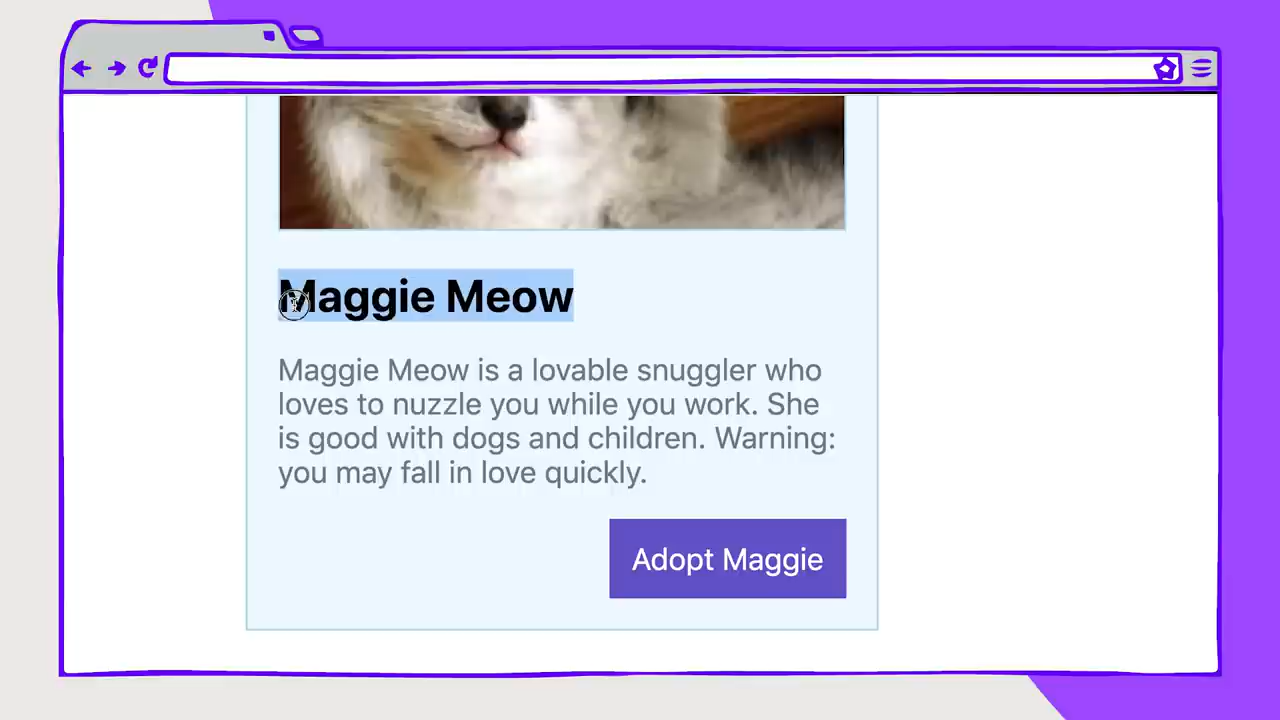 Maggie Meow
Maggie Meow is a lovable snuggler who
loves to nuzzle you while you work. She
is good with dogs and children. Warning:
you may fall in love quickly.
Adopt Maggie